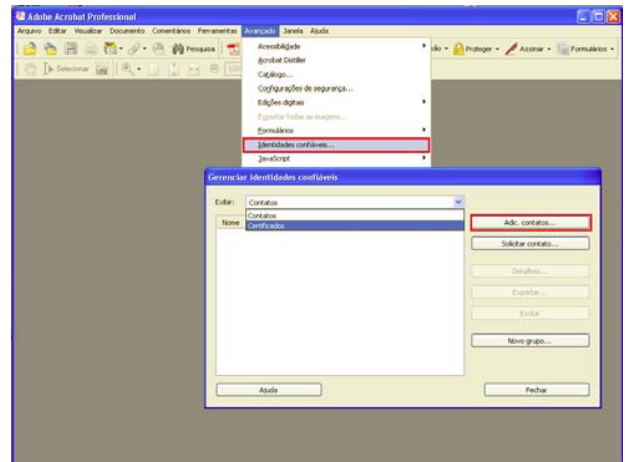 Adobe Acrobat Professional
Arquivo Editar Visualizar Documento Comentários Ferramentas Avançado Janela Ajuda
Pesquisa Proteger Assinar Formulários
Selecionar
Acessibilidade
Acrobat Distiller
Catálogo...
Configurações de segurança...
Edições digitais
Exportar todas as imagens...
Formulários
Identidades confiáveis...
JavaScript
Gerenciar identidades confiáveis
Exibir: Contatos
Contatos
Nome Certificados
Adic. contatos...
Solicitar contato...
Detalhes...
Exportar...
Excluir
Novo grupo...
Ajuda Fechar